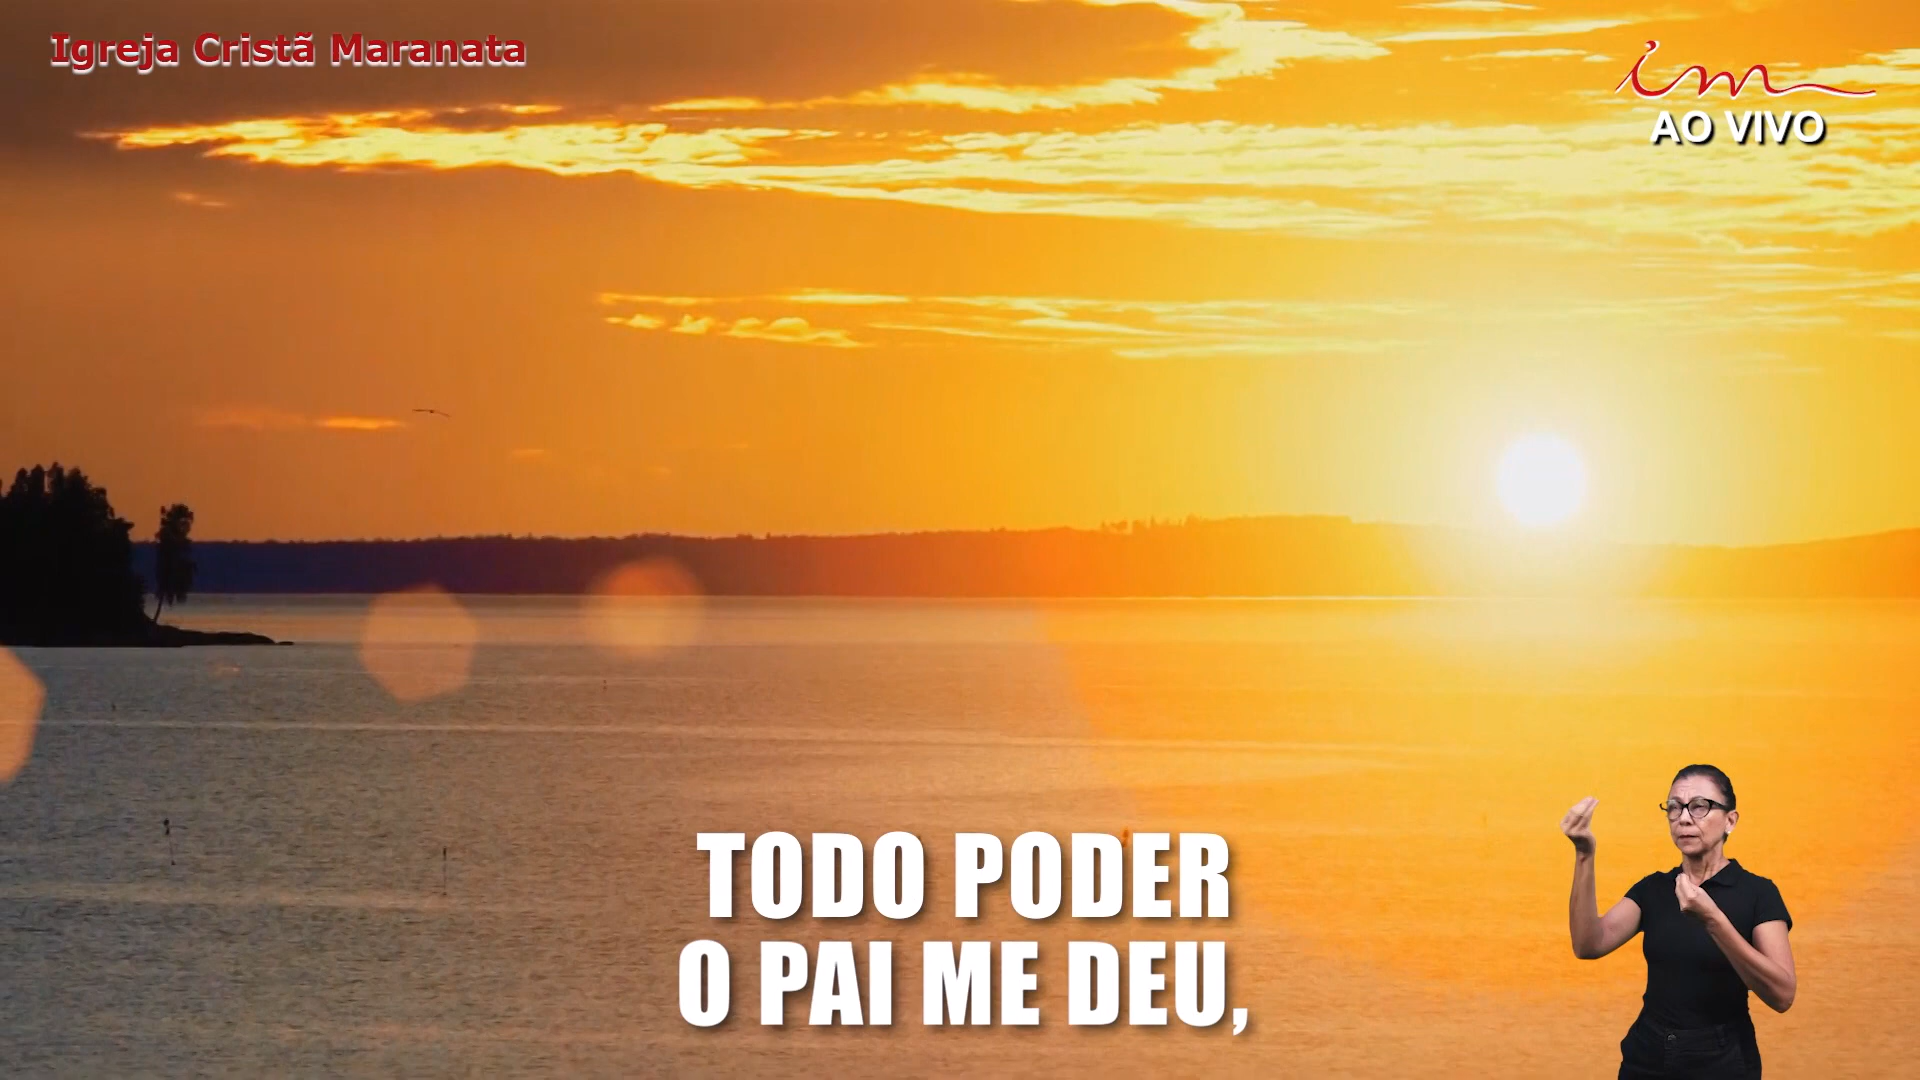 Igreja Cristã Maranata
im
AO VIVO
TODO PODER
O PAI ME DEU,